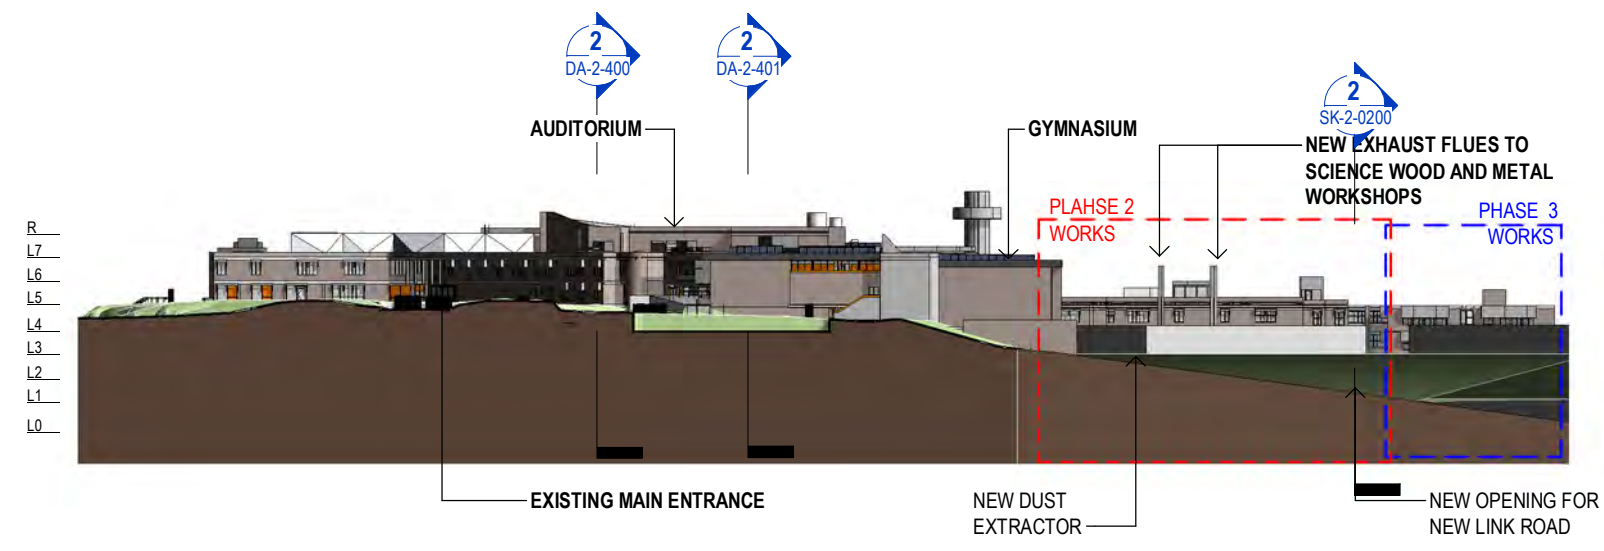 2
DA-2-400
2
DA-2-401
2
SK-2-0200
AUDITORIUM
GYMNASIUM
NEW EXHAUST FLUES TO
SCIENCE WOOD AND METAL
WORKSHOPS
PLAHSE 2
WORKS
PHASE 3
WORKS
R
L7
L6
L5
L4
L3
L2
L1
L0
EXISTING MAIN ENTRANCE
NEW DUST
EXTRACTOR
NEW OPENING FOR
NEW LINK ROAD